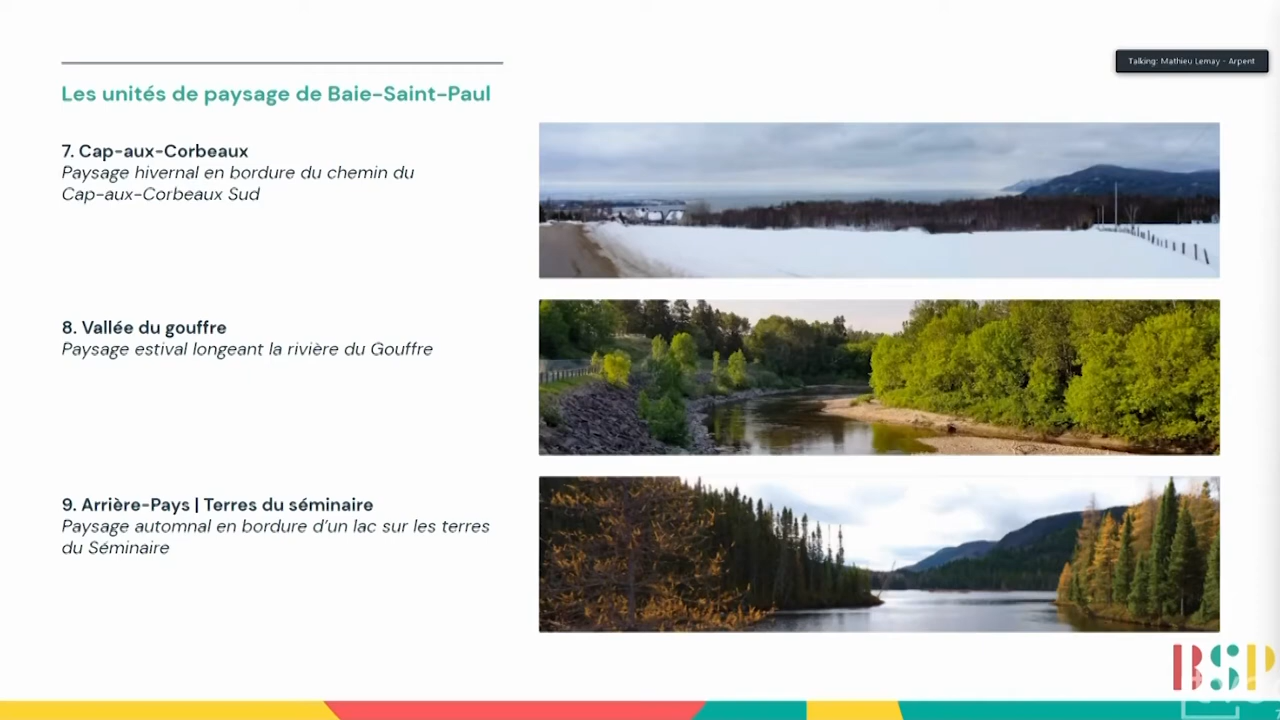 Talking: Mathieu Lemay - Arpent
Les unités de paysage de Baie-Saint-Paul
7. Cap-aux-Corbeaux
Paysage hivernal en bordure du chemin du
Cap-aux-Corbeaux Sud
8. Vallée du gouffre
Paysage estival longeant la rivière du Gouffre
9. Arrière-Pays | Terres du séminaire
Paysage automnal en bordure d'un lac sur les terres
du Séminaire
BSP